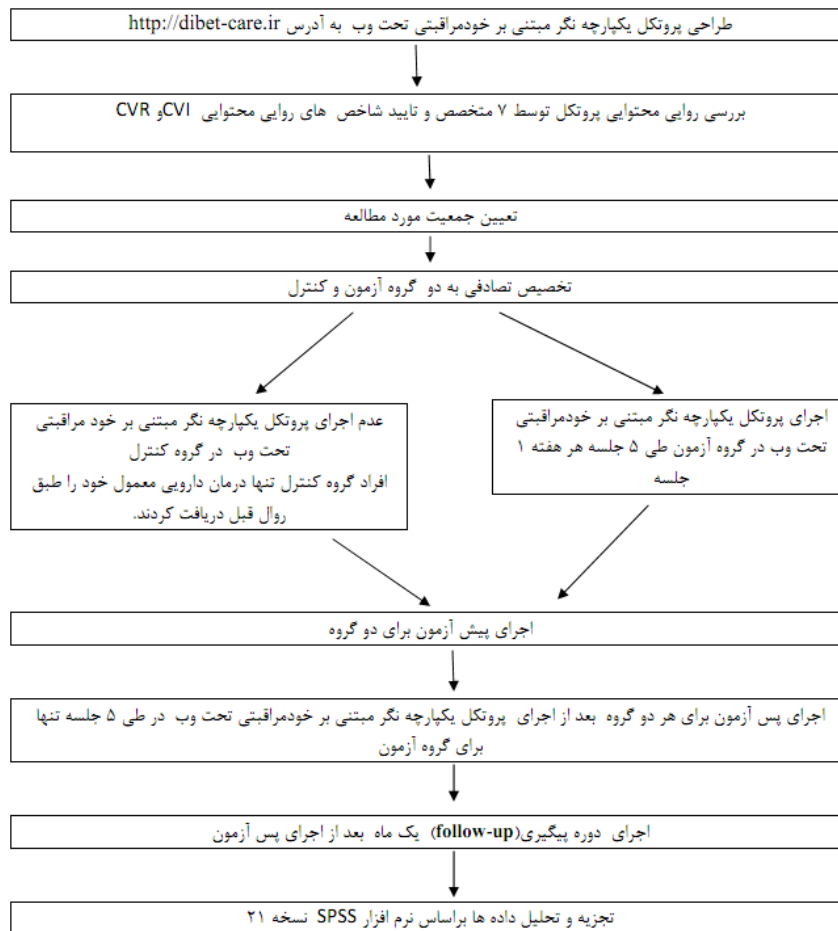 طراحی پروتکل یکپارچه نگر مبتنی بر خودمراقبتی تحت وب به آدرس http://dibet-care.ir
بررسی روایی محتوایی پروتکل توسط ۷ متخصص و تایید شاخص های روایی محتوایی CVIو CVR
تعیین جمعیت مورد مطالعه
تخصیص تصادفی به دو گروه آزمون و کنترل
اجرای پروتکل یکپارچه نگر مبتنی بر خودمراقبتی
تحت وب در گروه آزمون طی ۵ جلسه هر هفته ۱
جلسه
عدم اجرای پروتکل یکپارچه نگر مبتنی بر خود مراقبتی
تحت وب در گروه کنترل
افراد گروه کنترل تنها درمان دارویی معمول خود را طبق
روال قبل دریافت کردند.
اجرای پیش آزمون برای دو گروه
اجرای پس آزمون برای هر دو گروه بعد از اجرای پروتکل یکپارچه نگر مبتنی بر خودمراقبتی تحت وب در طی ۵ جلسه تنها
برای گروه آزمون
اجرای دوره پیگیری(follow-up) یک ماه بعد از اجرای پس آزمون
تجزیه و تحلیل داده ها براساس نرم افزار SPSS نسخه ۲۱